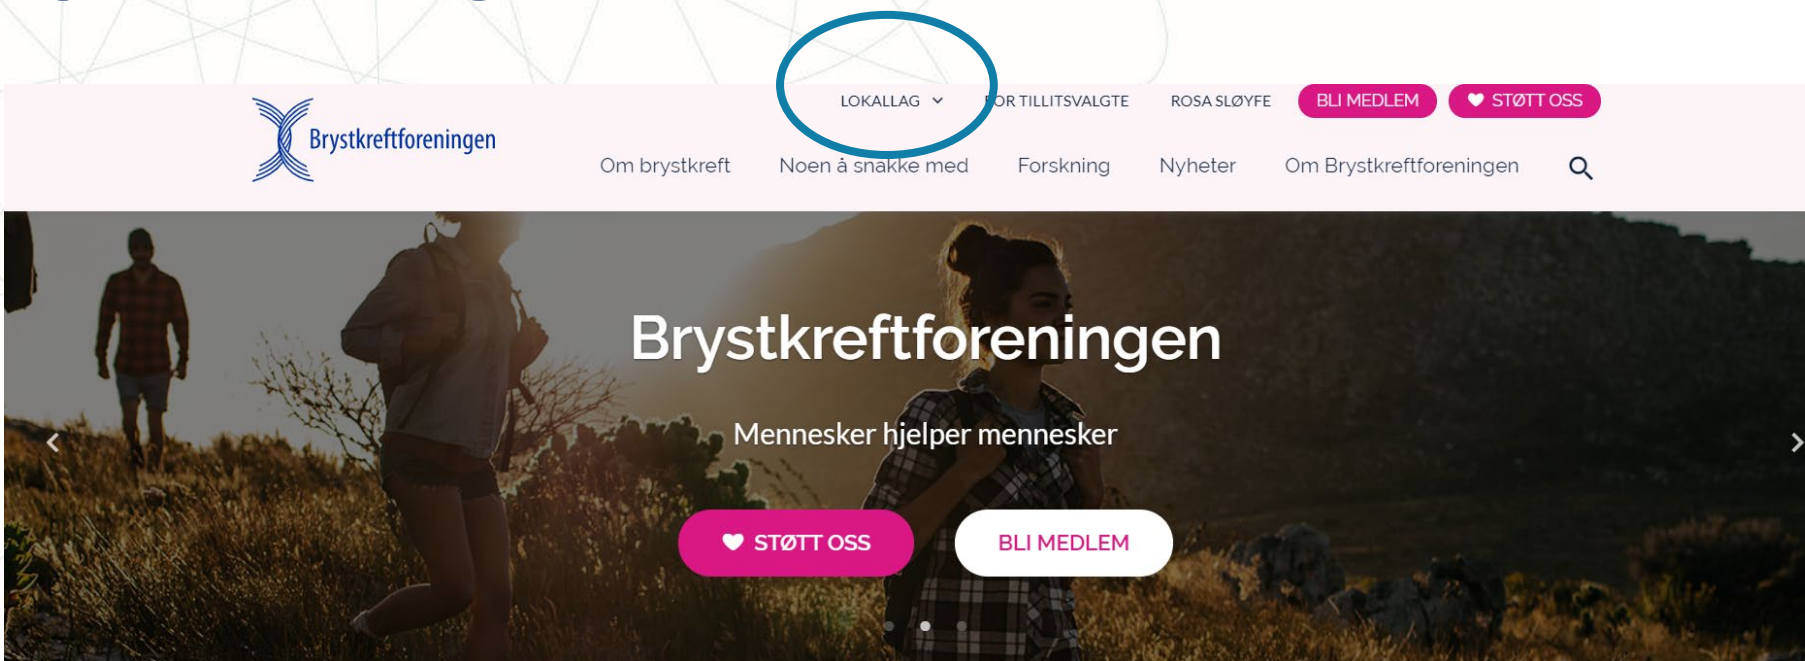 LOKALLAG FOR TILLITSVALGTE ROSA SLØYFE BLI MEDLEM STØTT OSS
Brystkreftforeningen
Om brystkreft Noen å snakke med Forskning Nyheter Om Brystkreftforeningen
Brystkreftforeningen
Mennesker hjelper mennesker
STØTT OSS BLI MEDLEM